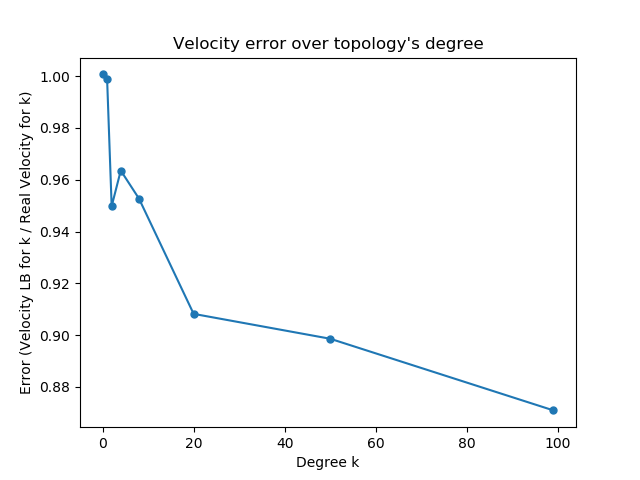 Velocity error over topology's degree
Error (Velocity LB for k / Real Velocity for k)
1.00
0.98
0.96
0.94
0.92
0.90
0.88
0 20 40 60 80 100
Degree k